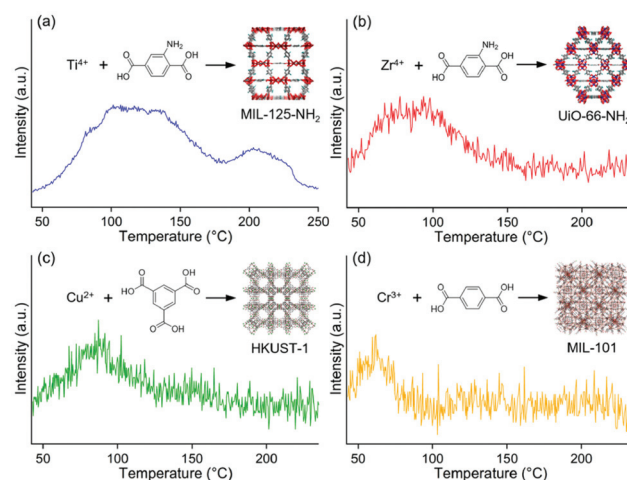 (a)
Ti⁴⁺ +
NH₂
OH
O
O
HO
MIL-125-NH₂
Intensity (a.u.)
50 100 150 200 250
Temperature (°C)
(b)
Zr⁴⁺ +
NH₂
OH
O
O
HO
UiO-66-NH₂
Intensity (a.u.)
50 100 150 200
Temperature (°C)
(c)
Cu²⁺ +
O
OH
O
HO
O
OH
HKUST-1
Intensity (a.u.)
50 100 150 200
Temperature (°C)
(d)
Cr³⁺ +
OH
O
O
HO
MIL-101
Intensity (a.u.)
50 100 150 200
Temperature (°C)